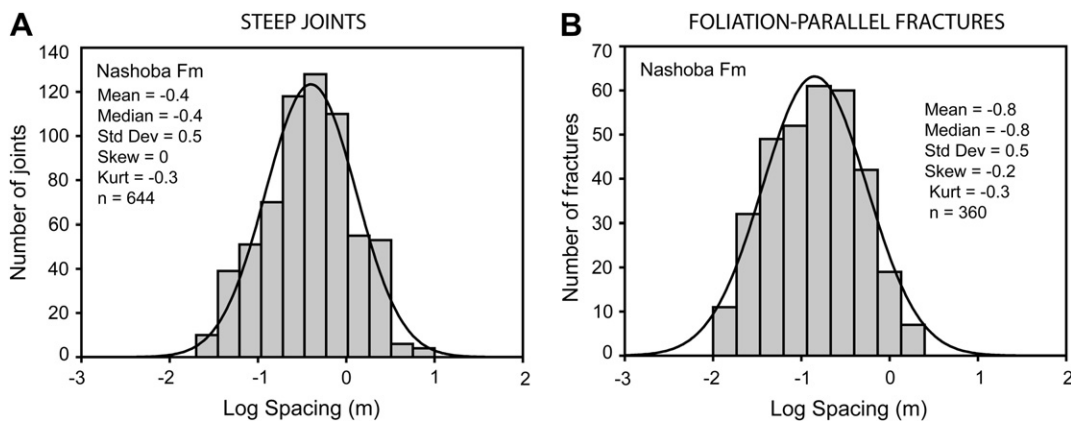 A
STEEP JOINTS
Nashoba Fm
Mean = -0.4
Median = -0.4
Std Dev = 0.5
Skew = 0
Kurt = -0.3
n = 644
Number of joints
140
120
100
80
60
40
20
0
-3 -2 -1 0 1 2
Log Spacing (m)
B
FOLIATION-PARALLEL FRACTURES
Nashoba Fm
Mean = -0.8
Median = -0.8
Std Dev = 0.5
Skew = -0.2
Kurt = -0.3
n = 360
Number of fractures
70
60
50
40
30
20
10
0
-3 -2 -1 0 1 2
Log Spacing (m)